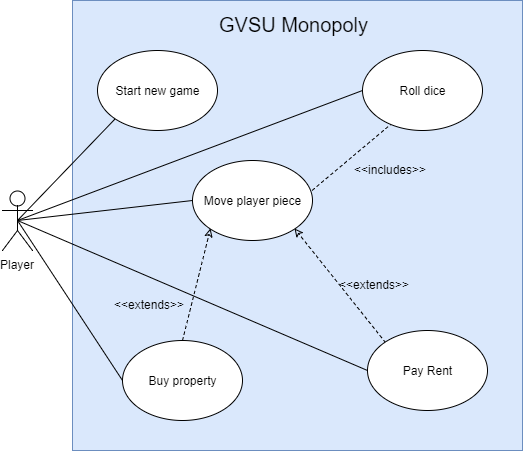 GVSU Monopoly
Start new game
Roll dice
<<includes>>
Move player piece
Player
<<extends>>
<<extends>>
Buy property
Pay Rent